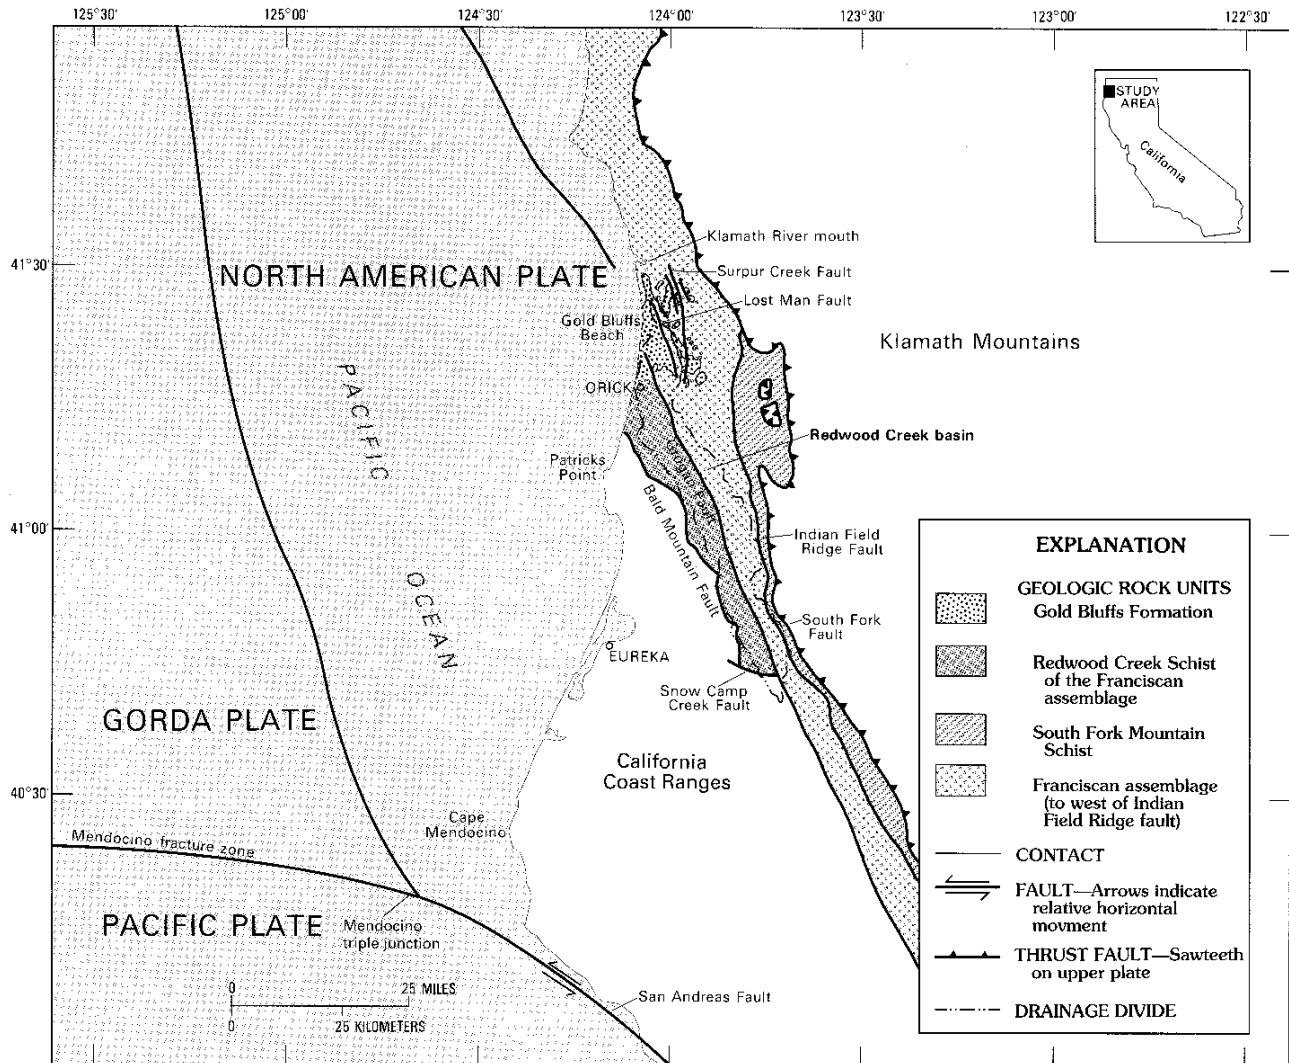 125°00'
125°00'
124°30'
124°00'
123°30'
123°00'
122°30'
STUDY
AREA
California
Klamath River mouth
41°30'
NORTH AMERICAN PLATE
Surpur Creek Fault
Lost Man Fault
Gold Bluffs
Beach
Klamath Mountains
PACIFIC
OCEAN
ORICK
Redwood Creek basin
Patricks
Point
Grogan Fault
Bald Mountain Fault
41°00'
Indian Field
Ridge Fault
South Fork
Fault
EUREKA
Snow Camp
Creek Fault
GORDA PLATE
California
Coast Ranges
40°30'
Cape
Mendocino
Mendocino fracture zone
PACIFIC PLATE
Mendocino
triple junction
San Andreas Fault
0
25 MILES
0
25 KILOMETERS
EXPLANATION
GEOLOGIC ROCK UNITS
Gold Bluffs Formation
Redwood Creek Schist
of the Franciscan
assemblage
South Fork Mountain
Schist
Franciscan assemblage
(to west of Indian
Field Ridge fault)
CONTACT
FAULT—Arrows indicate
relative horizontal
movment
THRUST FAULT—Sawteeth
on upper plate
DRAINAGE DIVIDE